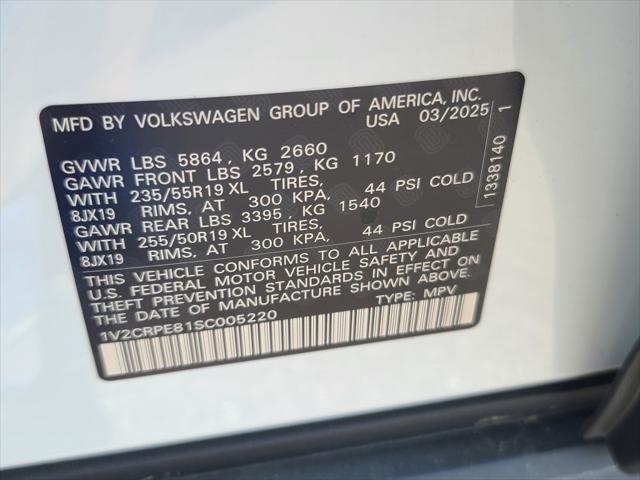 MFD BY VOLKSWAGEN GROUP OF AMERICA, INC.
USA 03/2025
GVWR LBS 5864, KG 2660
GAWR FRONT LBS 2579, KG 1170
WITH 235/55R19 XL TIRES,
8JX19 RIMS, AT 300 KPA, 44 PSI COLD
GAWR REAR LBS 3395, KG 1540
WITH 255/50R19 XL TIRES,
8JX19 RIMS, AT 300 KPA, 44 PSI COLD
THIS VEHICLE CONFORMS TO ALL APPLICABLE
U.S. FEDERAL MOTOR VEHICLE SAFETY AND
THEFT PREVENTION STANDARDS IN EFFECT ON
THE DATE OF MANUFACTURE SHOWN ABOVE.
1V2CRPE81SC005220 TYPE: MPV
1338140 1